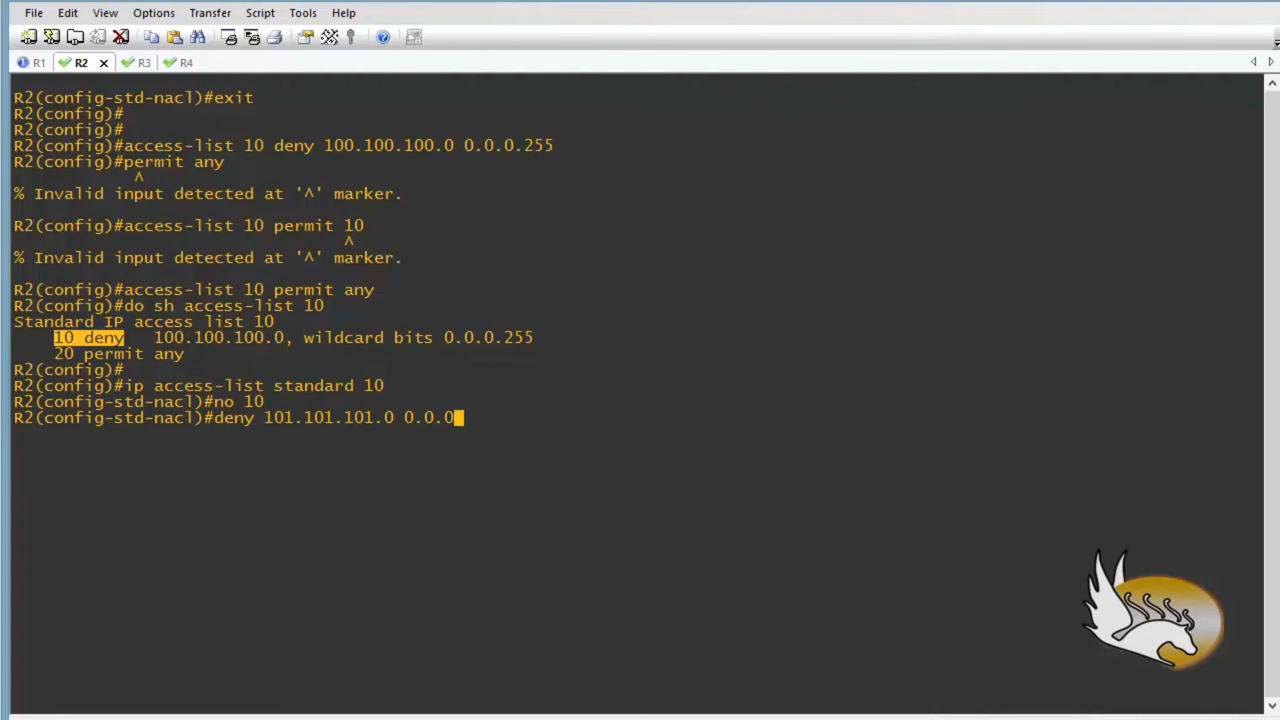 File Edit View Options Transfer Script Tools Help
R1 R2 R3 R4
R2(config-std-nacl)#exit
R2(config)#
R2(config)#
R2(config)#access-list 10 deny 100.100.100.0 0.0.0.255
R2(config)#permit any
^
% Invalid input detected at '^' marker.
R2(config)#access-list 10 permit 10
^
% Invalid input detected at '^' marker.
R2(config)#access-list 10 permit any
R2(config)#do sh access-list 10
Standard IP access list 10
10 deny 100.100.100.0, wildcard bits 0.0.0.255
20 permit any
R2(config)#
R2(config)#ip access-list standard 10
R2(config-std-nacl)#no 10
R2(config-std-nacl)#deny 101.101.101.0 0.0.0